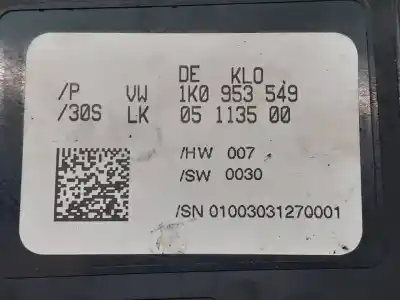 DE KLO
/P VW 1K0 953 549
/30S LK 05 1135 00
/HW 007
/SW 0030
/SN 01003031270001